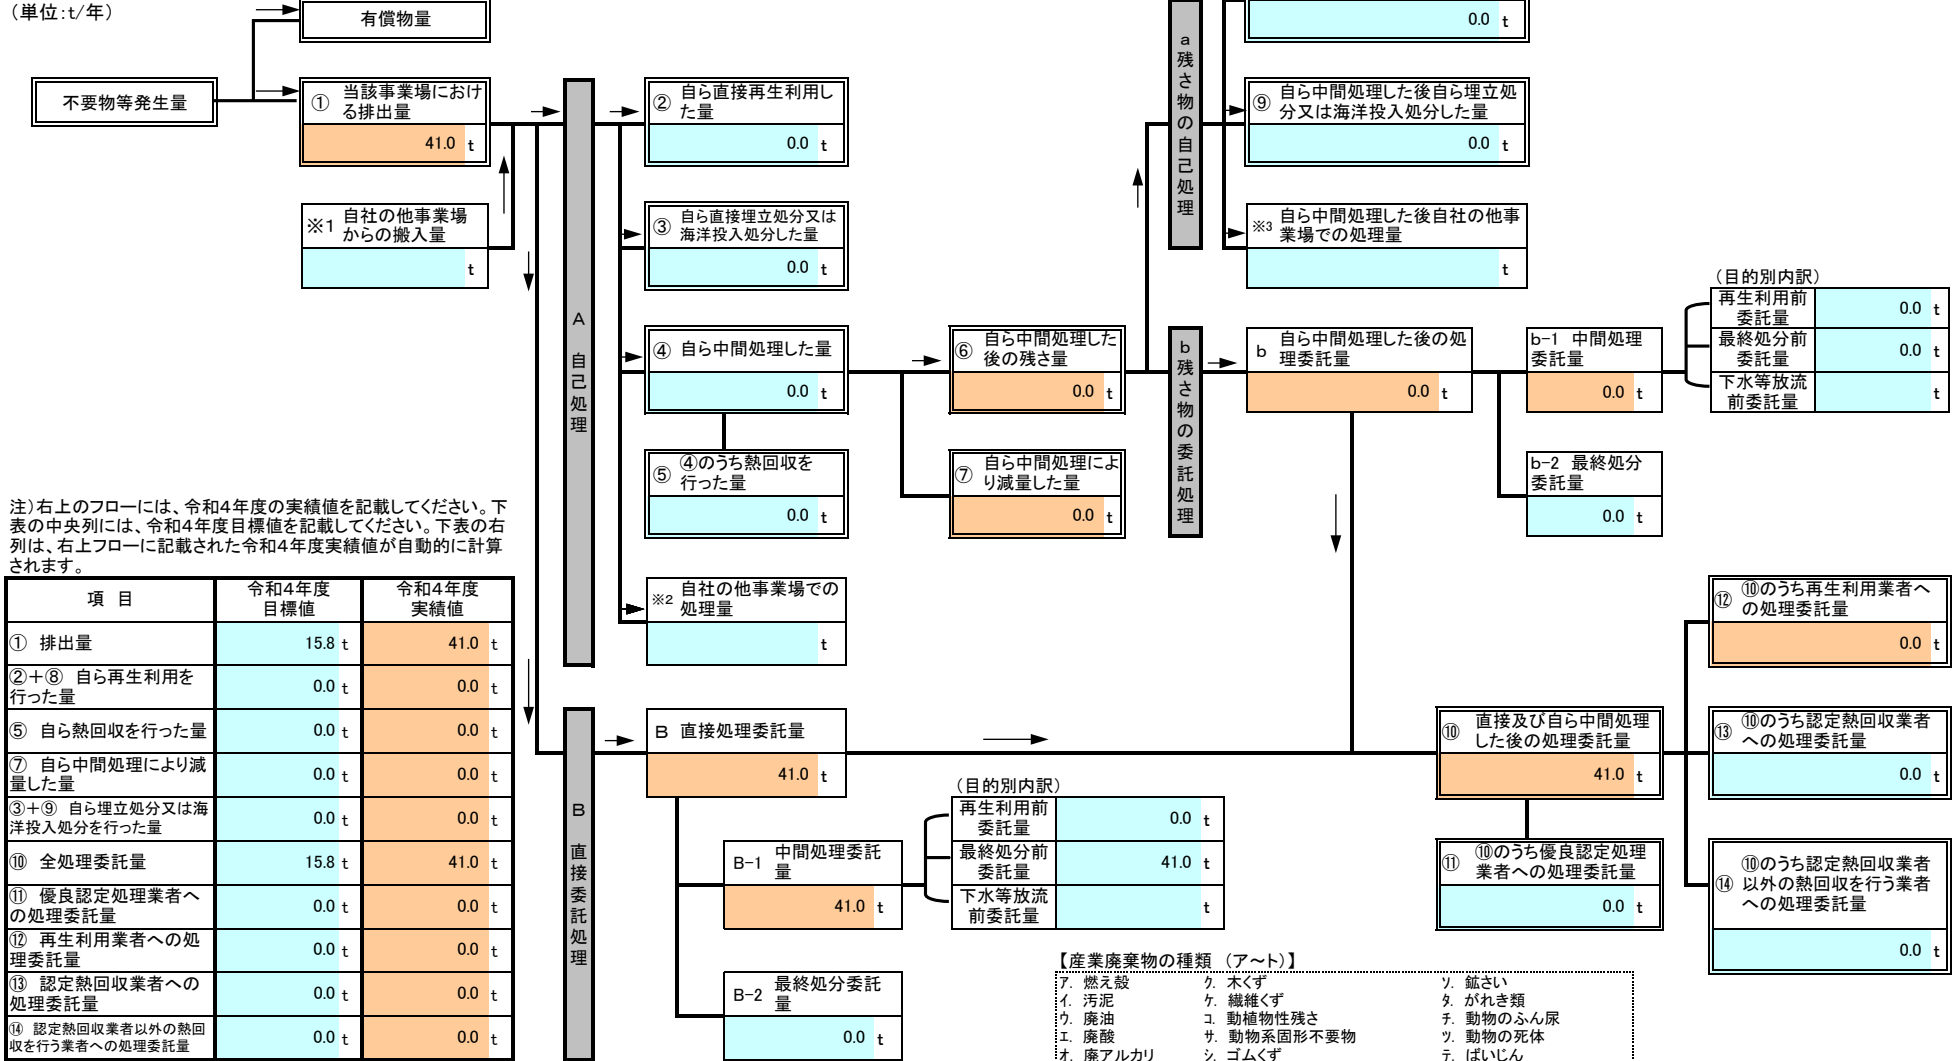 （単位：t/年）
有償物量
不要物等発生量
① 当該事業場におけ
る排出量
41.0 t
※1 自社の他事業場
からの搬入量
t
A
自己処理
② 自ら直接再生利用し
た量
0.0 t
③ 自ら直接埋立処分又は
海洋投入処分した量
0.0 t
④ 自ら中間処理した量
0.0 t
⑤ ④のうち熱回収を
行った量
0.0 t
※2 自社の他事業場での
処理量
t
⑥ 自ら中間処理した
後の残さ量
0.0 t
⑦ 自ら中間処理によ
り減量した量
0.0 t
a残さ物の自己処理
0.0 t
⑨ 自ら中間処理した後自ら埋立処
分又は海洋投入処分した量
0.0 t
※3 自ら中間処理した後自社の他事
業場での処理量
t
b残さ物の委託処理
b 自ら中間処理した後の処
理委託量
0.0 t
b-1 中間処理
委託量
0.0 t
b-2 最終処分
委託量
0.0 t
（目的別内訳）
再生利用前
委託量 0.0 t
最終処分前
委託量 0.0 t
下水等放流
前委託量 t
注）右上のフローには、令和4年度の実績値を記載してください。下
表の中央列には、令和4年度目標値を記載してください。下表の右
列は、右上フローに記載された令和4年度実績値が自動的に計算
されます。
項 目 令和4年度
目標値 令和4年度
実績値
① 排出量 15.8 t 41.0 t
②＋⑧ 自ら再生利用を
行った量 0.0 t 0.0 t
⑤ 自ら熱回収を行った量 0.0 t 0.0 t
⑦ 自ら中間処理により減
量した量 0.0 t 0.0 t
③＋⑨ 自ら埋立処分又は海
洋投入処分を行った量 0.0 t 0.0 t
⑩ 全処理委託量 15.8 t 41.0 t
⑪ 優良認定処理業者へ
の処理委託量 0.0 t 0.0 t
⑫ 再生利用業者への処
理委託量 0.0 t 0.0 t
⑬ 認定熱回収業者への
処理委託量 0.0 t 0.0 t
⑭ 認定熱回収業者以外の熱回
収を行う業者への処理委託量 0.0 t 0.0 t
B
直接委託処理
B 直接処理委託量
41.0 t
B-1 中間処理委託
量
41.0 t
B-2 最終処分委託
量
0.0 t
（目的別内訳）
再生利用前
委託量 0.0 t
最終処分前
委託量 41.0 t
下水等放流
前委託量 t
⑩ 直接及び自ら中間処理
した後の処理委託量
41.0 t
⑪ ⑩のうち優良認定処理
業者への処理委託量
0.0 t
⑫ ⑩のうち再生利用業者へ
の処理委託量
0.0 t
⑬ ⑩のうち認定熱回収業者
への処理委託量
0.0 t
⑭ ⑩のうち認定熱回収業者
以外の熱回収を行う業者
への処理委託量
0.0 t
【産業廃棄物の種類 （ア～ト）】
ア. 燃え殻 ク. 木くず ソ. 鉱さい
イ. 汚泥 ケ. 繊維くず タ. がれき類
ウ. 廃油 コ. 動植物性残さ チ. 動物のふん尿
エ. 廃酸 サ. 動物系固形不要物 ツ. 動物の死体
オ. 廃アルカリ シ. ゴムくず テ. ばいじん